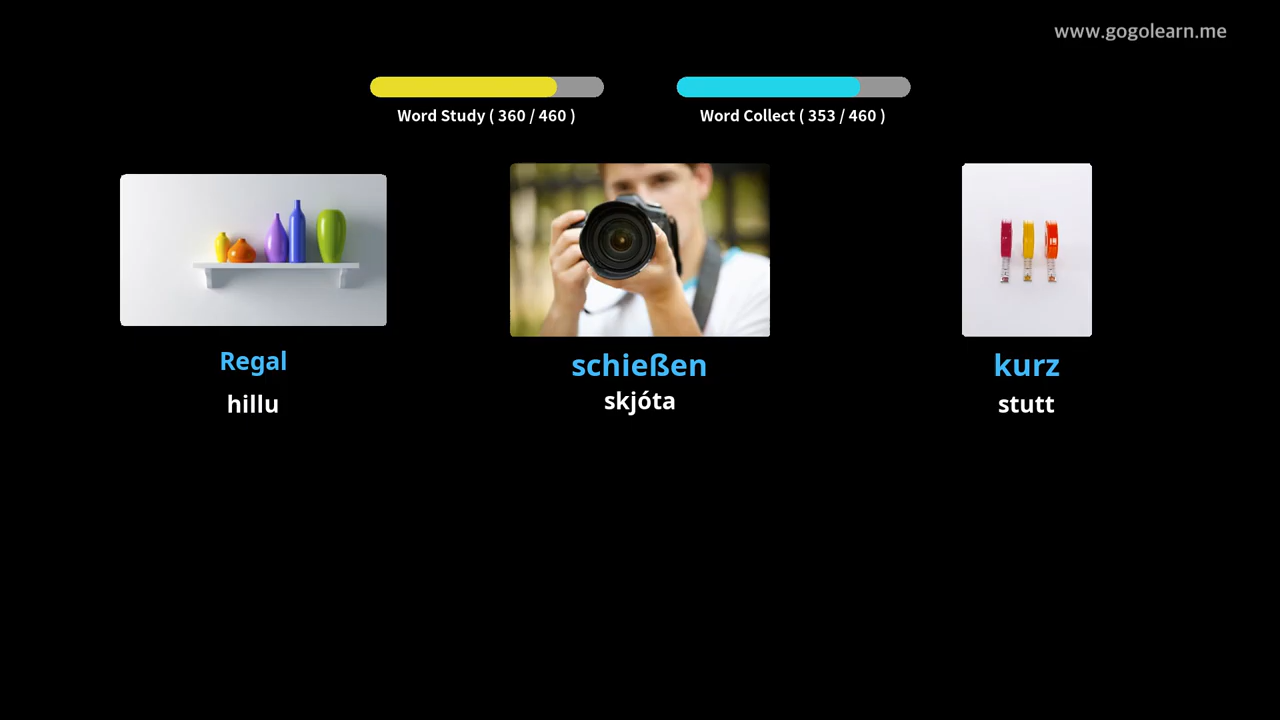 www.gogolearn.me
Word Study ( 360 / 460 )
Word Collect ( 353 / 460 )
Regal
hillu
schießen
skjóta
kurz
stutt